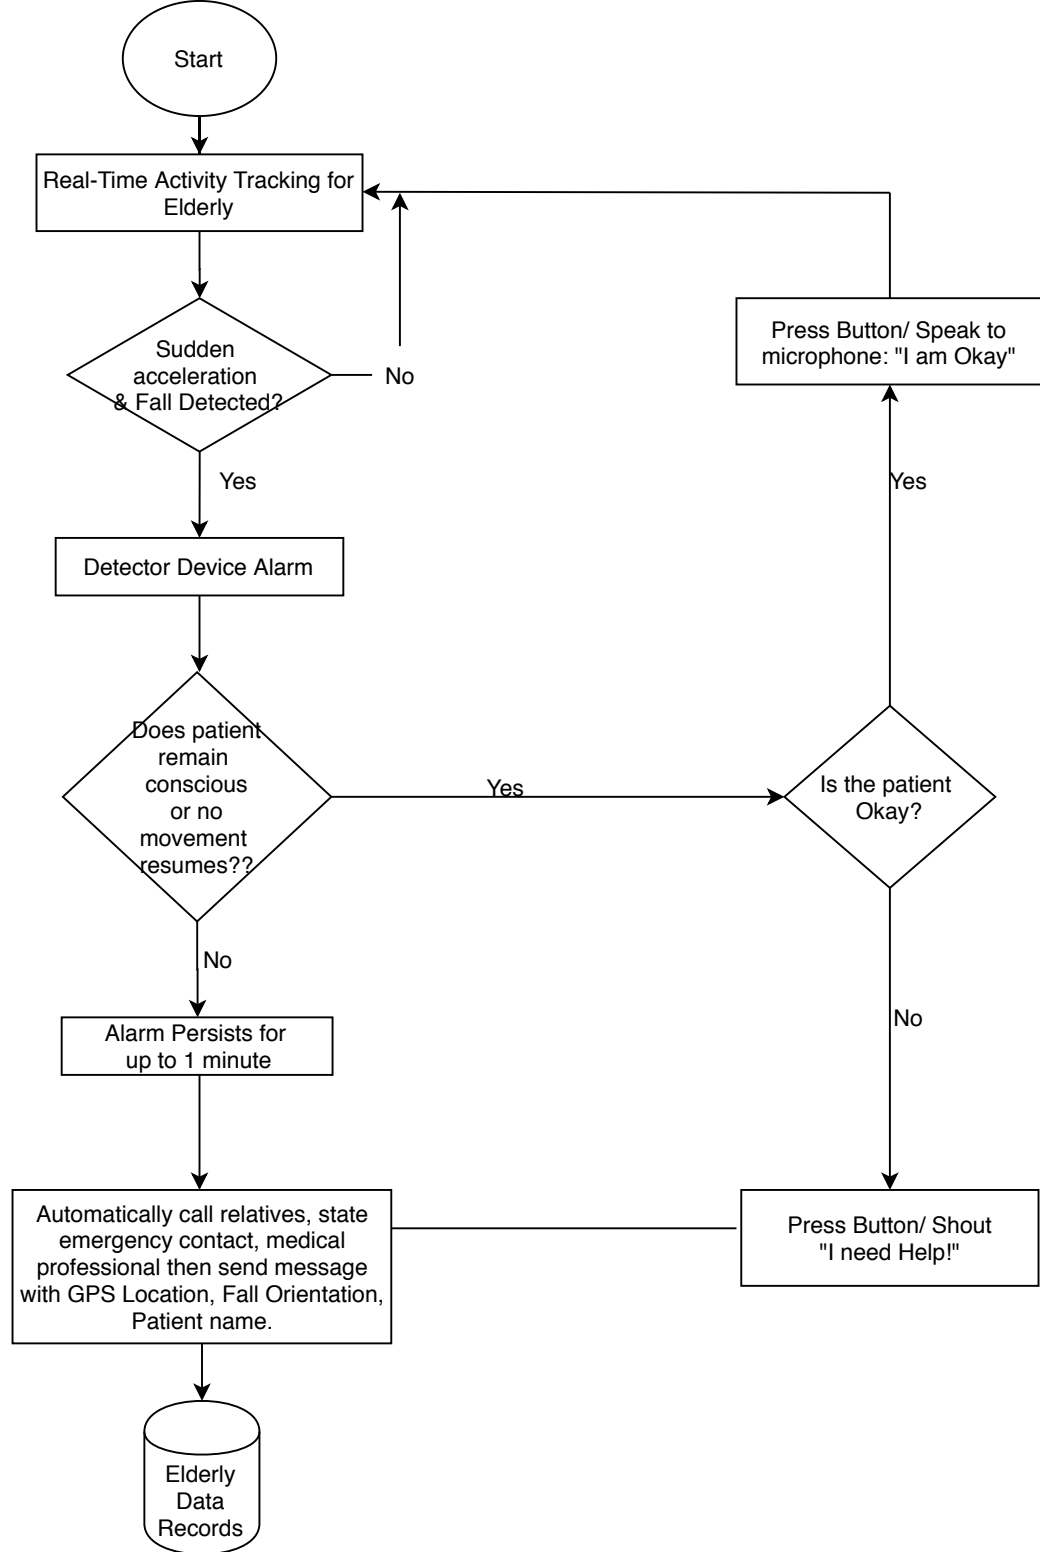 Start
Real-Time Activity Tracking for
Elderly
Sudden
acceleration
& Fall Detected?
No
Yes
Press Button/ Speak to
microphone: "I am Okay"
Yes
Detector Device Alarm
Does patient
remain
conscious
or no
movement
resumes??
Yes
Is the patient
Okay?
No
No
Alarm Persists for
up to 1 minute
Automatically call relatives, state
emergency contact, medical
professional then send message
with GPS Location, Fall Orientation,
Patient name.
Press Button/ Shout
"I need Help!"
Elderly
Data
Records